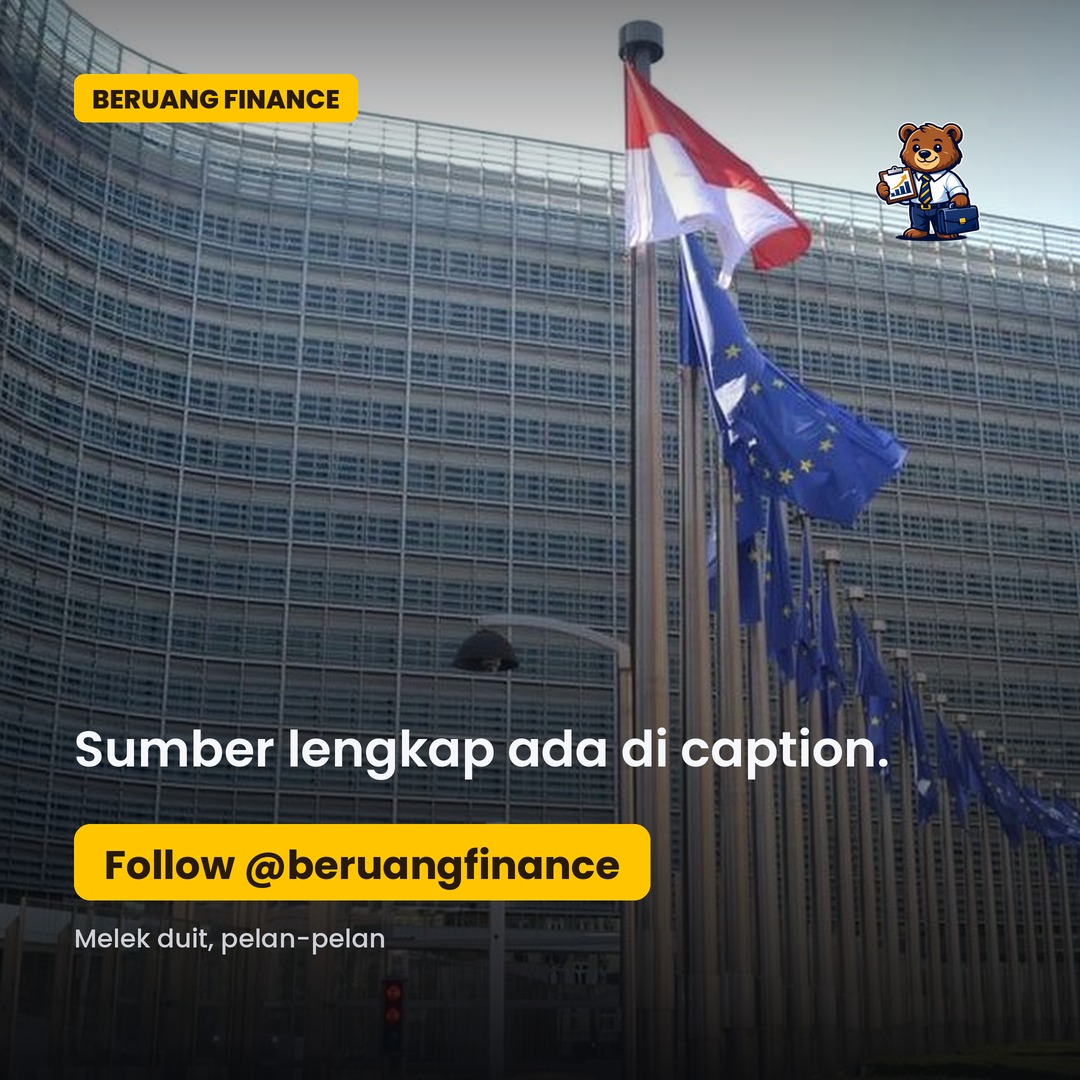 BERUANG FINANCE
Sumber lengkap ada di caption.
Follow @beruangfinance
Melek duit, pelan-pelan